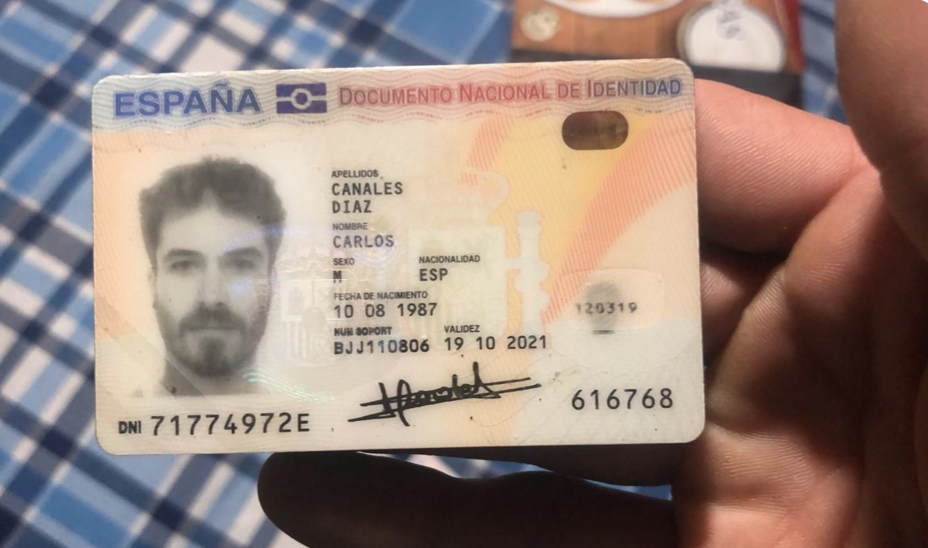 ESPAÑA DOCUMENTO NACIONAL DE IDENTIDAD
APELLIDOS
CANALES
DIAZ
NOMBRE
CARLOS
SEXO NACIONALIDAD
M ESP
FECHA DE NACIMIENTO
10 08 1987
120319
NUM SOPORT VALIDEZ
BJJ110806 19 10 2021
616768
DNI 71774972E